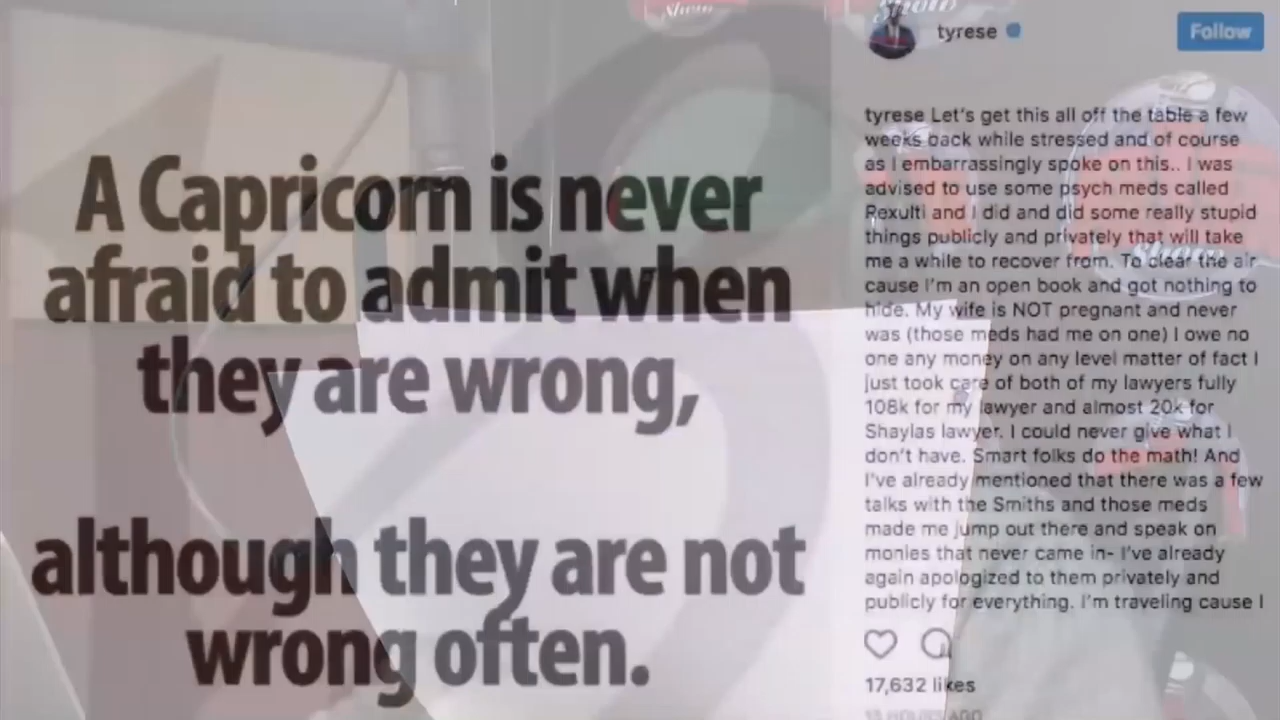 A Capricorn is never
afraid to admit when
they are wrong,
although they are not
wrong often.
tyrese
Follow
tyrese Let's get this all off the table a few
weeks back while stressed and of course
as I embarrassingly spoke on this.. I was
advised to use some psych meds called
Rexulti and I did and did some really stupid
things publicly and privately that will take
me a while to recover from. To clear the air
cause I'm an open book and got nothing to
hide. My wife is NOT pregnant and never
was (those meds had me on one) I owe no
one any money on any level matter of fact I
just took care of both of my lawyers fully
108k for my lawyer and almost 20k for
Shaylas lawyer. I could never give what I
don't have. Smart folks do the math! And
I've already mentioned that there was a few
talks with the Smiths and those meds
made me jump out there and speak on
monies that never came in- I've already
again apologized to them privately and
publicly for everything. I'm traveling cause I
17,632 likes
13 HOURS AGO
Show
Show
Show